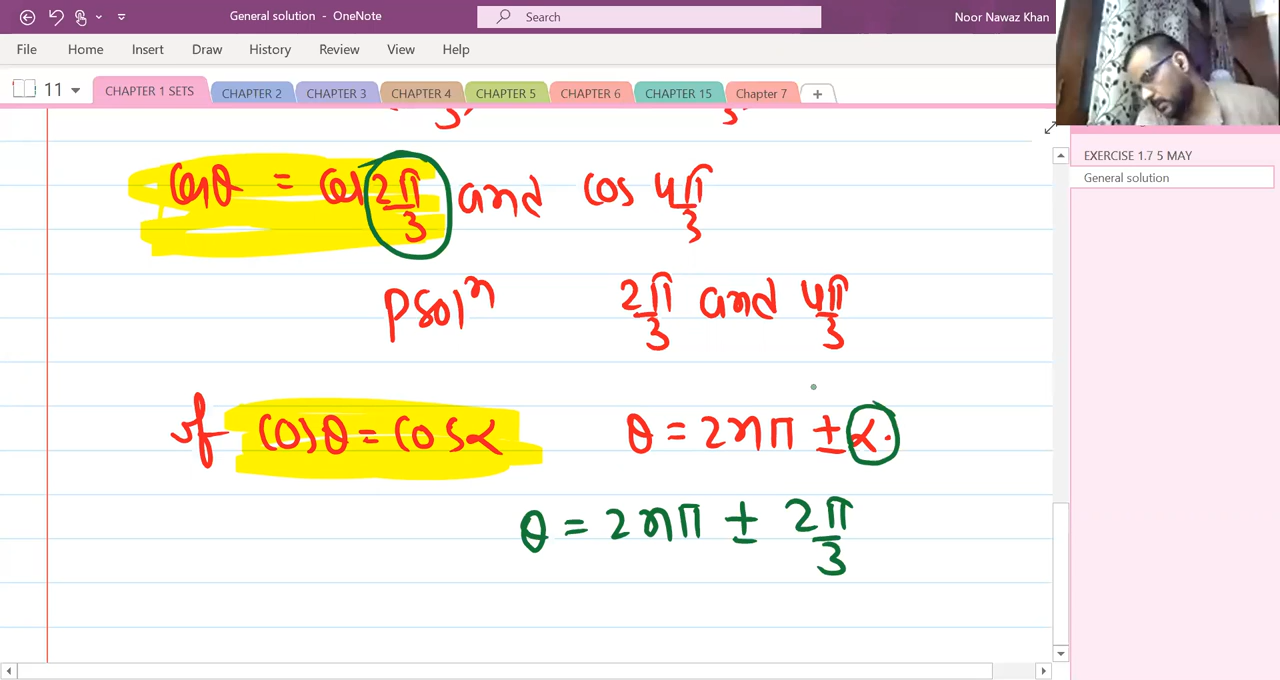 General solution - OneNote
Search
Noor Nawaz Khan
File Home Insert Draw History Review View Help
11 CHAPTER 1 SETS CHAPTER 2 CHAPTER 3 CHAPTER 4 CHAPTER 5 CHAPTER 6 CHAPTER 15 Chapter 7 +
EXERCISE 1.7 5 MAY
General solution
cosθ = cos 2π/3 and cos 4π/3
P solⁿ 2π/3 and 4π/3
if cosθ = cosα θ = 2nπ ± α.
θ = 2nπ ± 2π/3